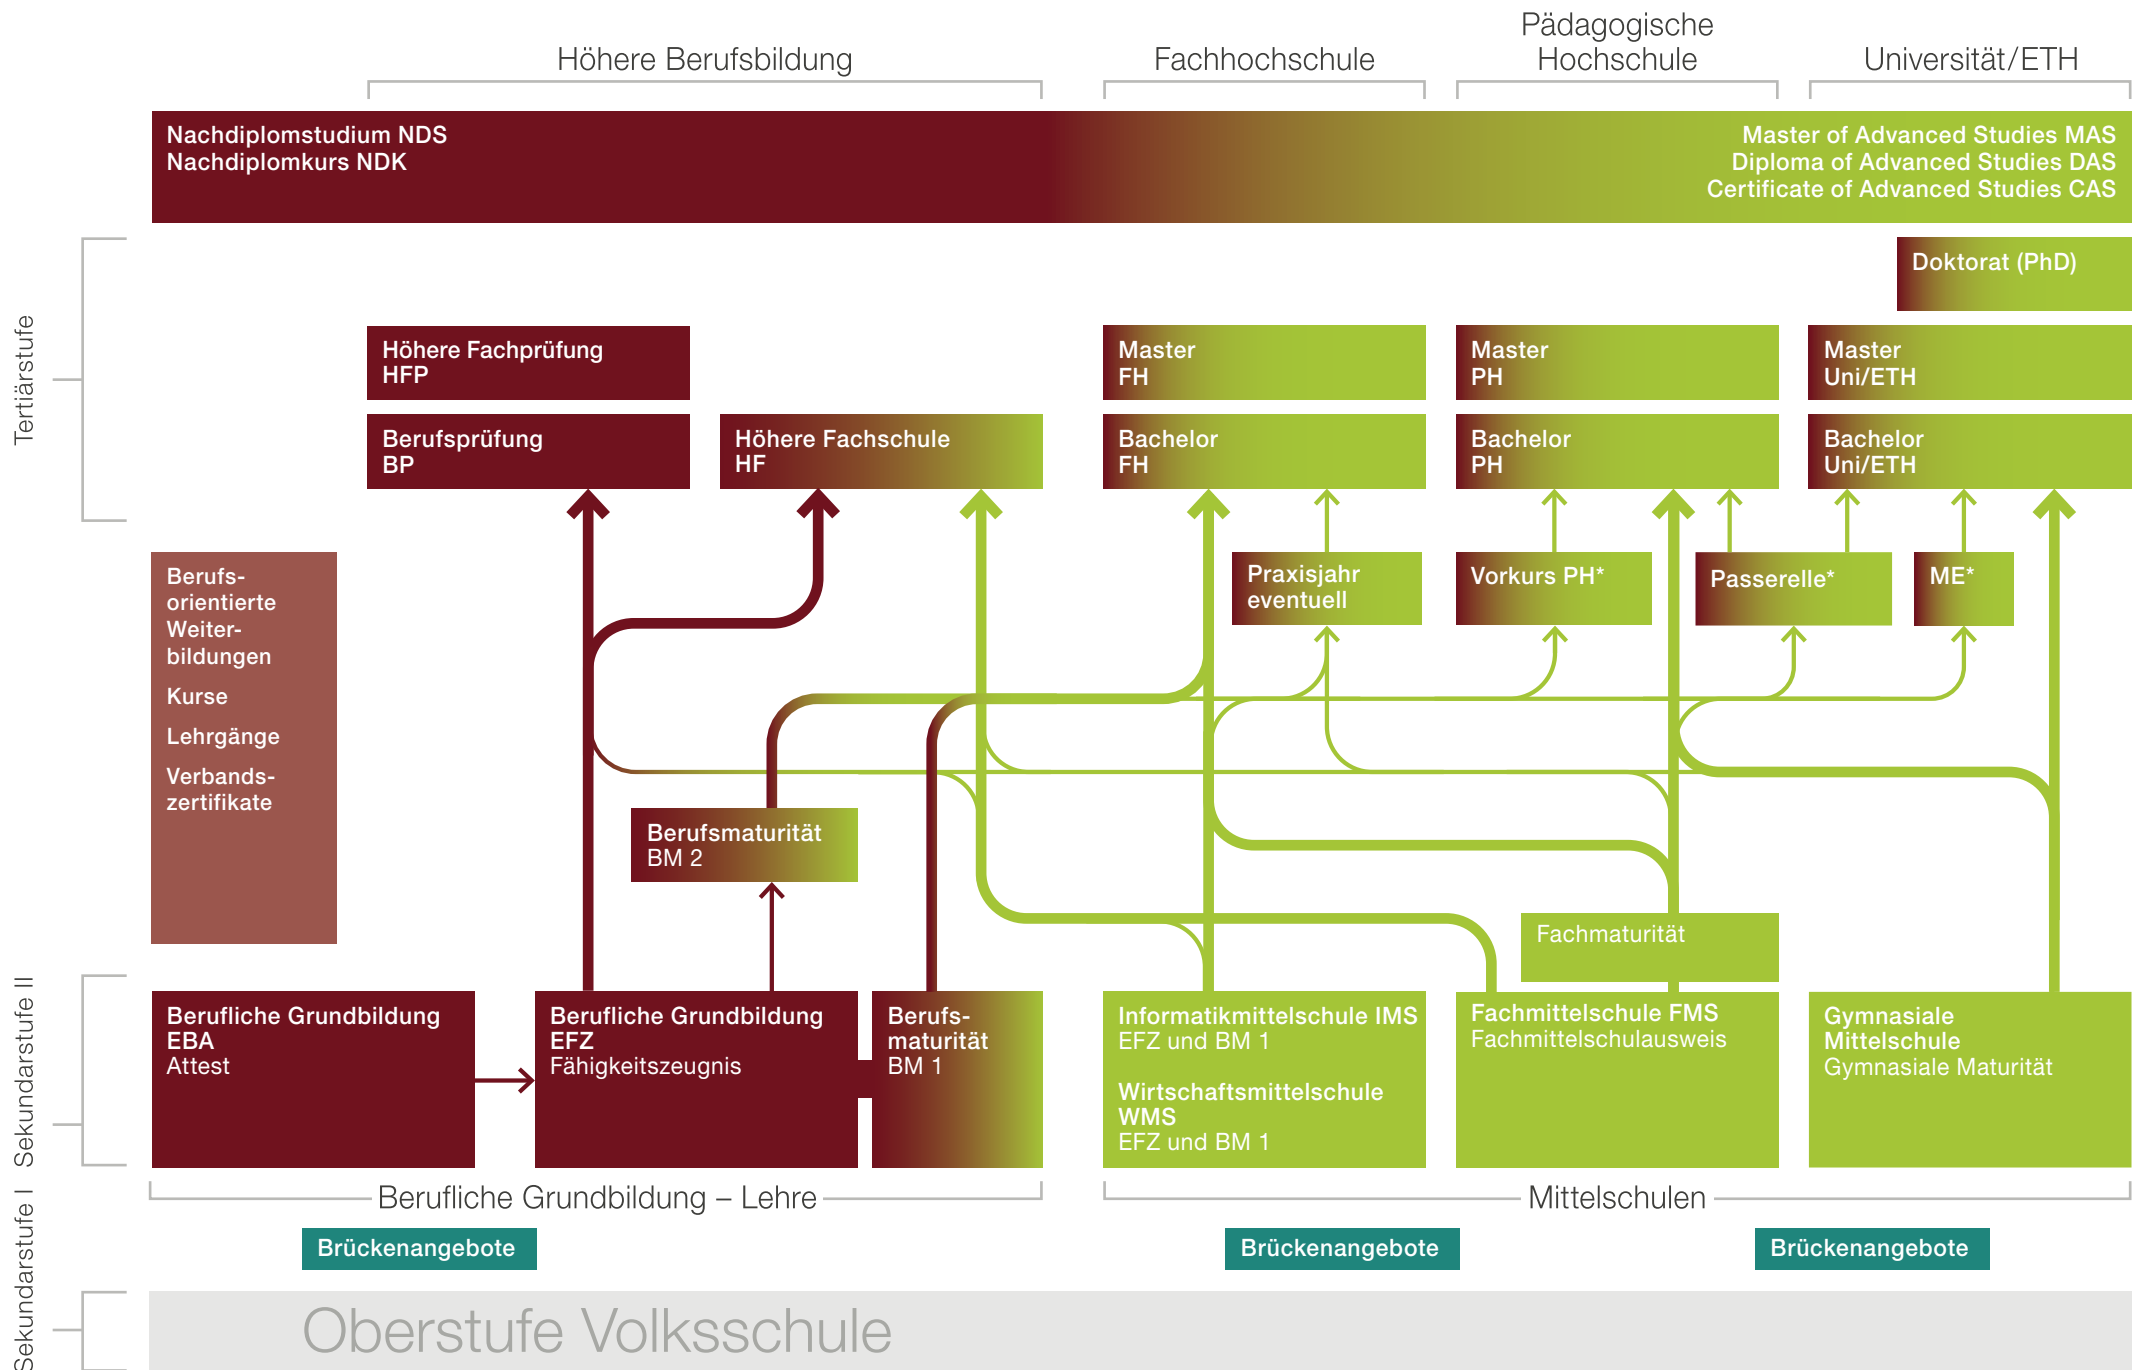 Höhere Berufsbildung
Fachhochschule
Pädagogische
Hochschule
Universität/ETH
Nachdiplomstudium NDS
Nachdiplomkurs NDK
Master of Advanced Studies MAS
Diploma of Advanced Studies DAS
Certificate of Advanced Studies CAS
Tertiärstufe
Doktorat (PhD)
Höhere Fachprüfung
HFP
Master
FH
Master
PH
Master
Uni/ETH
Berufsprüfung
BP
Höhere Fachschule
HF
Bachelor
FH
Bachelor
PH
Bachelor
Uni/ETH
Berufs-
orientierte
Weiter-
bildungen
Kurse
Lehrgänge
Verbands-
zertifikate
Praxisjahr
eventuell
Vorkurs PH*
Passerelle*
ME*
Berufsmaturität
BM 2
Fachmaturität
Sekundarstufe II
Berufliche Grundbildung
EBA
Attest
Berufliche Grundbildung
EFZ
Fähigkeitszeugnis
Berufs-
maturität
BM 1
Informatikmittelschule IMS
EFZ und BM 1
Wirtschaftsmittelschule
WMS
EFZ und BM 1
Fachmittelschule FMS
Fachmittelschulausweis
Gymnasiale
Mittelschule
Gymnasiale Maturität
Berufliche Grundbildung – Lehre
Mittelschulen
Brückenangebote
Brückenangebote
Brückenangebote
Sekundarstufe I
Oberstufe Volksschule